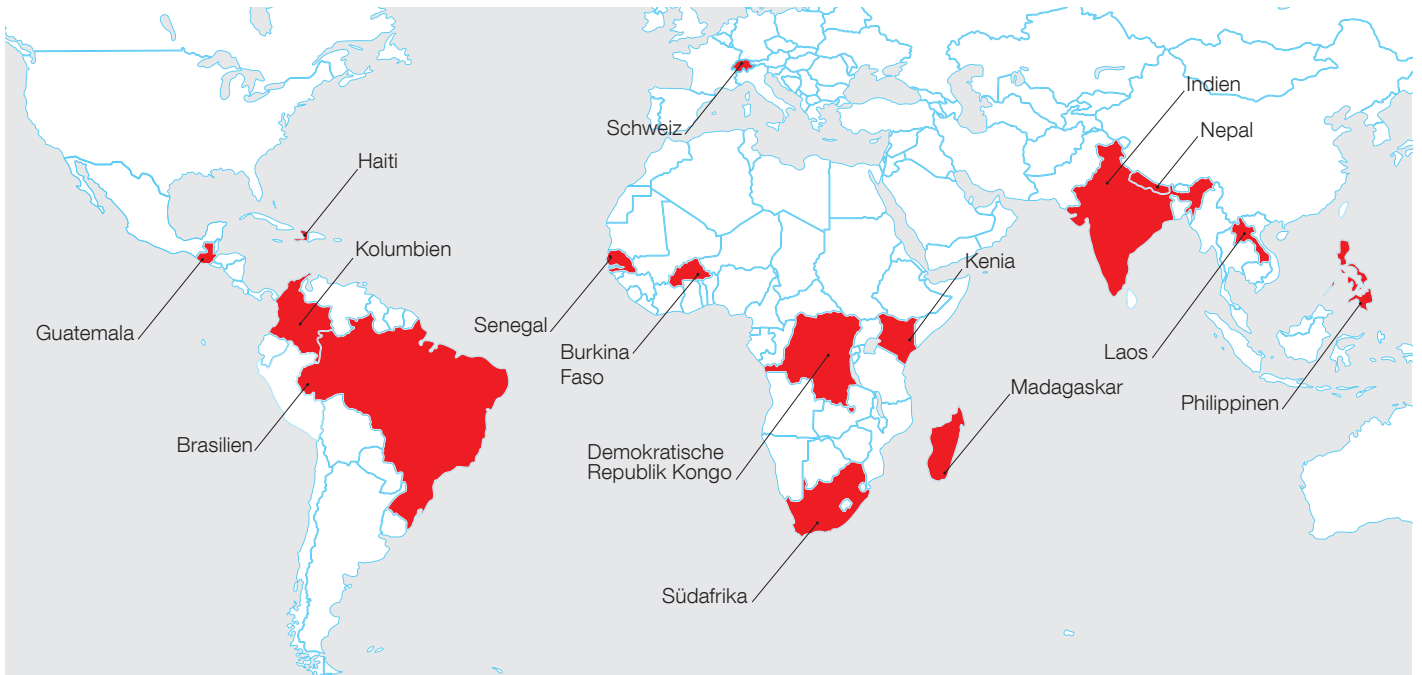 Indien
Schweiz
Nepal
Haiti
Kolumbien
Kenia
Guatemala
Senegal
Burkina
Faso
Laos
Madagaskar
Philippinen
Brasilien
Demokratische
Republik Kongo
Südafrika